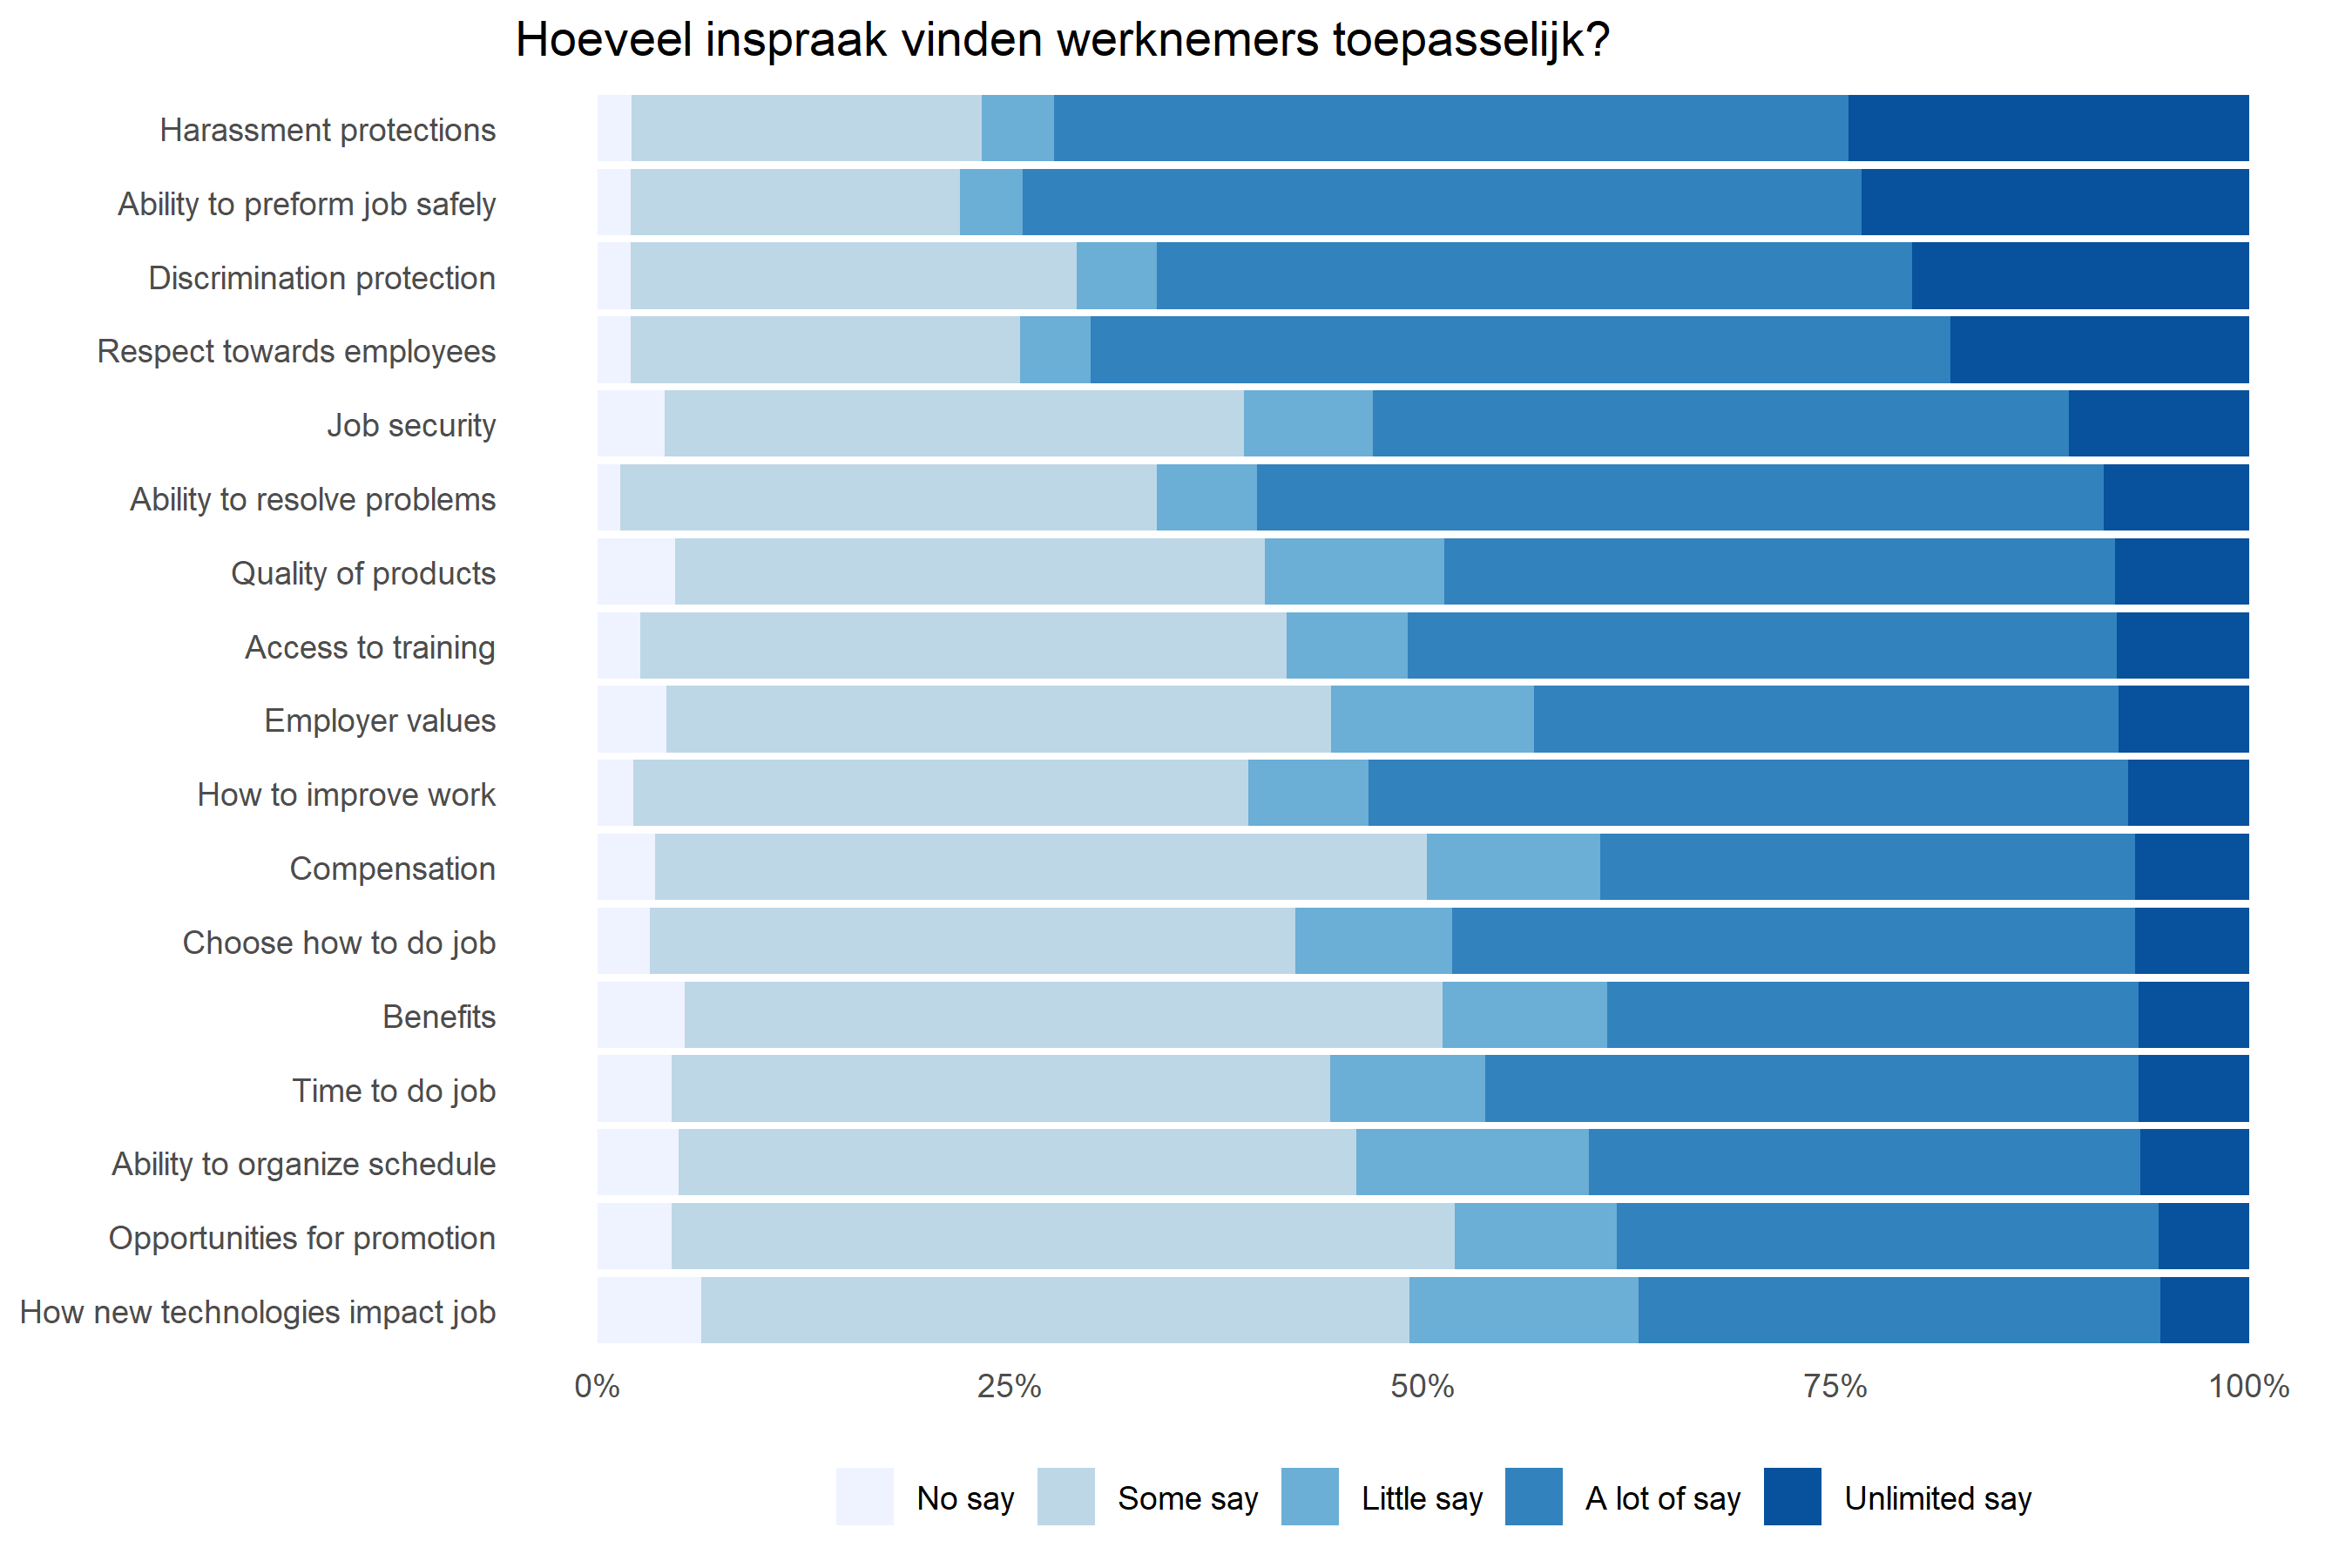 Hoeveel inspraak vinden werknemers toepasselijk?
Harassment protections
Ability to preform job safely
Discrimination protection
Respect towards employees
Job security
Ability to resolve problems
Quality of products
Access to training
Employer values
How to improve work
Compensation
Choose how to do job
Benefits
Time to do job
Ability to organize schedule
Opportunities for promotion
How new technologies impact job
0% 25% 50% 75% 100%
No say Some say Little say A lot of say Unlimited say